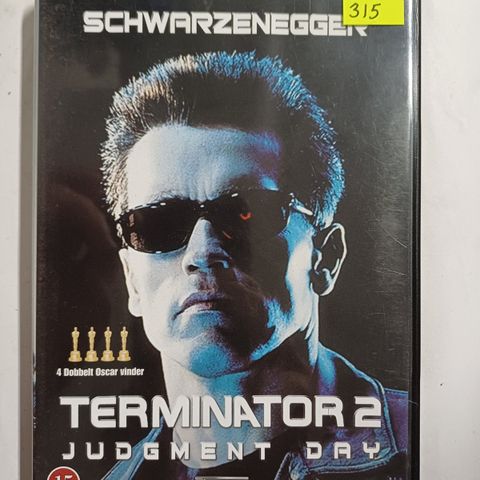 SCHWARZENEGGER
315
4 Dobbelt Oscar vinder
TERMINATOR 2
JUDGMENT DAY
15